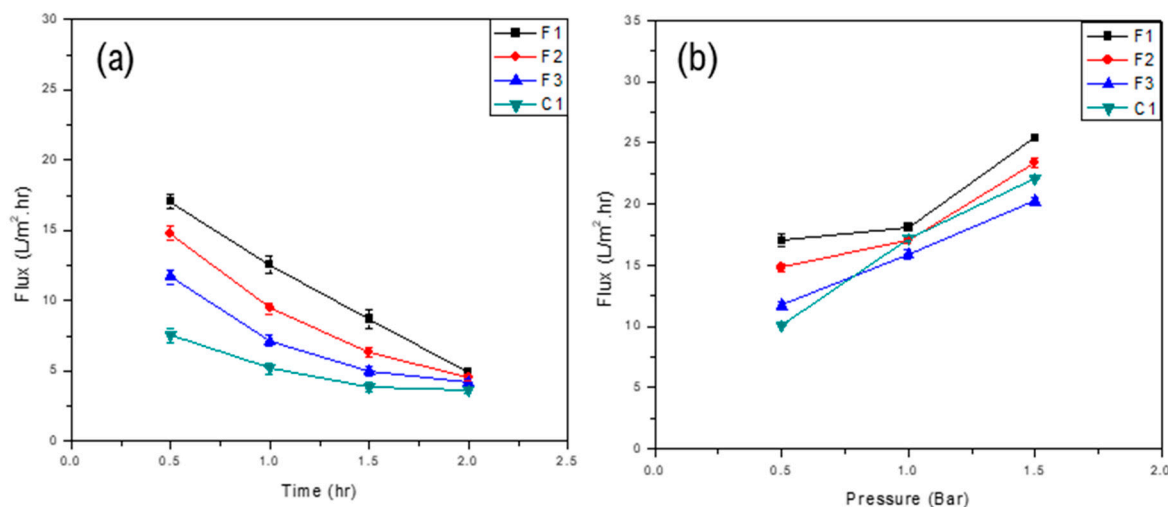 (a)
F1
F2
F3
C1
30
25
20
15
10
5
0
Flux (L/m².hr)
0.0 0.5 1.0 1.5 2.0 2.5
Time (hr)
(b)
F1
F2
F3
C1
35
30
25
20
15
10
5
0
Flux (L/m².hr)
0.0 0.5 1.0 1.5 2.0
Pressure (Bar)